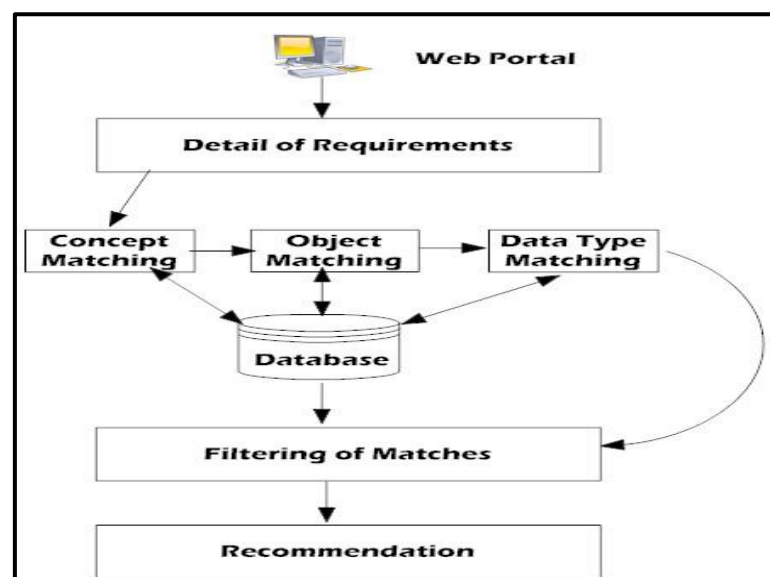 Web Portal
Detail of Requirements
Concept
Matching
Object
Matching
Data Type
Matching
Database
Filtering of Matches
Recommendation